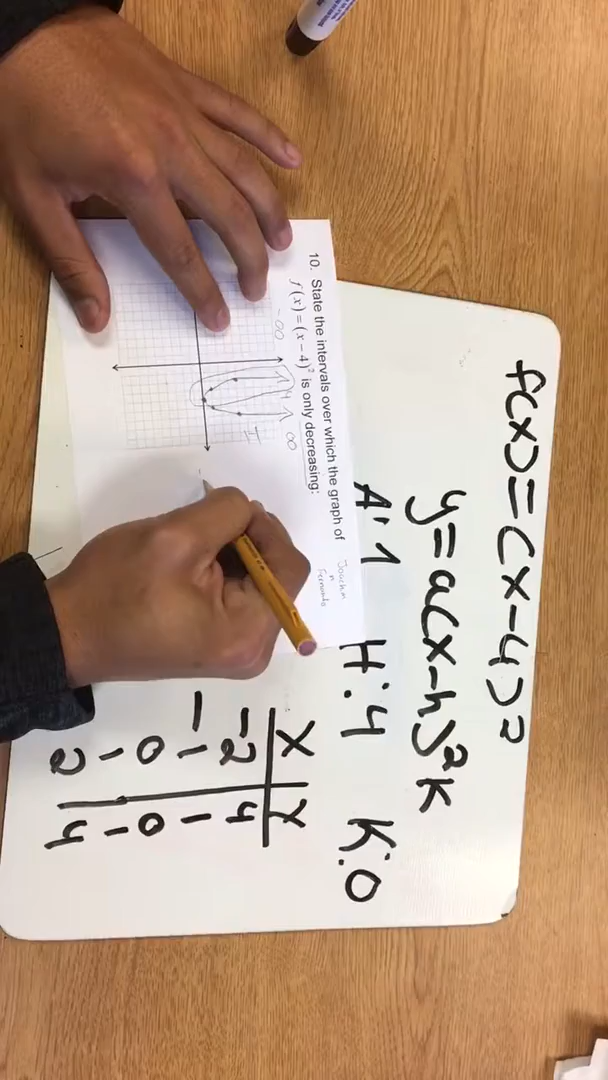 f(x)=(x-4)2
y=a(x-h)²K
A:1 H:4 K:0
X Y
-2 4
-1 1
0 0
1 1
2 4
10. State the intervals over which the graph of
f(x)=(x-4)² is only decreasing:
-∞ ∞
Fernando